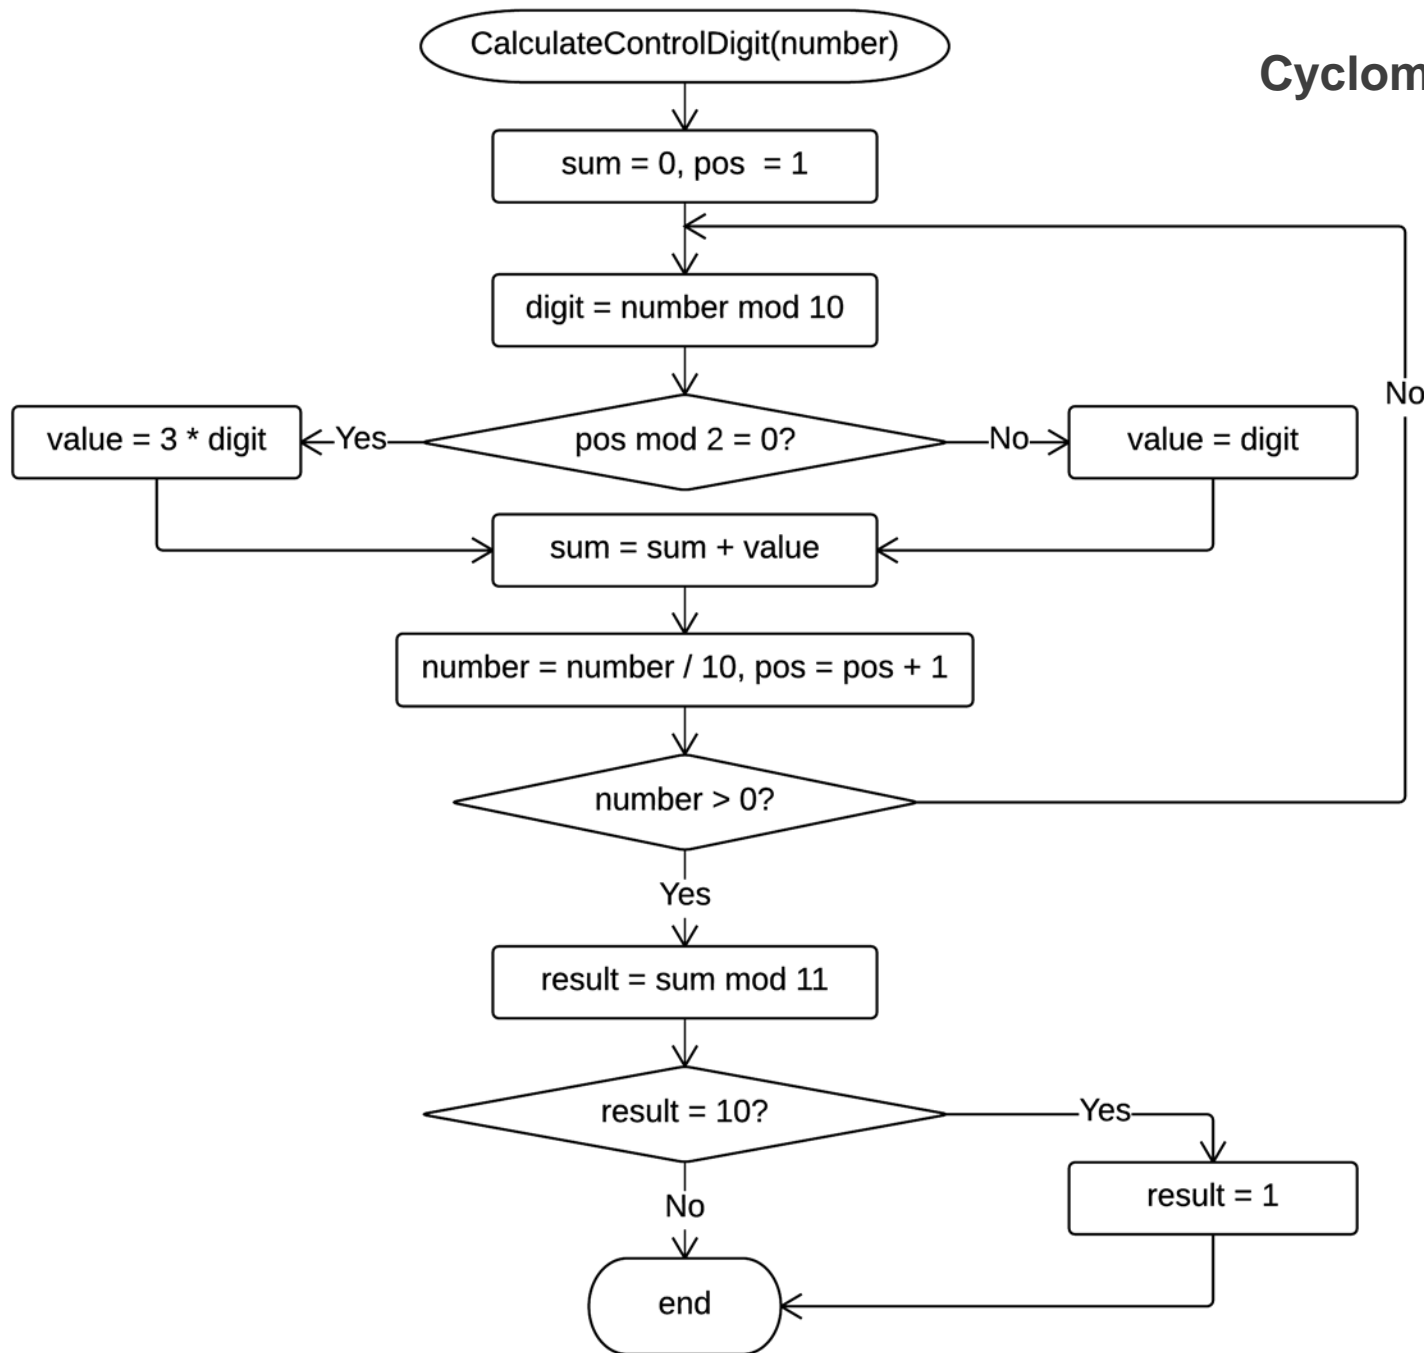 CalculateControlDigit(number)
Cyclom
sum = 0, pos = 1
digit = number mod 10
No
value = 3 * digit
Yes
pos mod 2 = 0?
No
value = digit
sum = sum + value
number = number / 10, pos = pos + 1
number > 0?
Yes
result = sum mod 11
result = 10?
Yes
No
result = 1
end